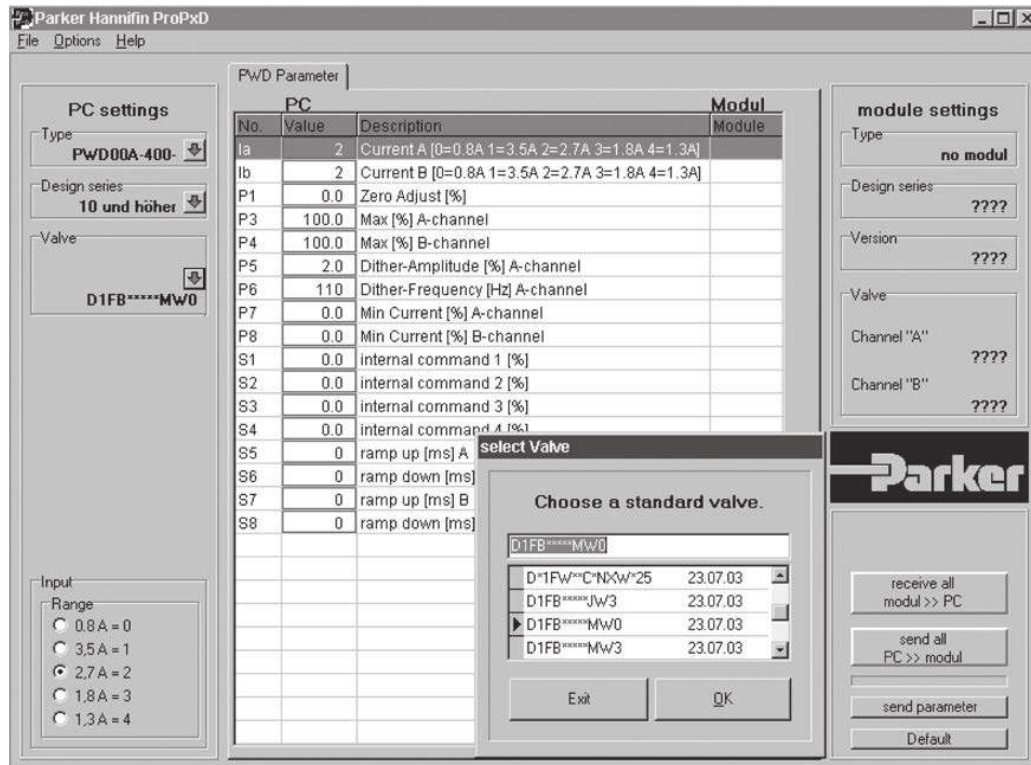 Parker Hannifin ProPxD
File Options Help
PC settings
Type
PWD00A-400-
Design series
10 und höher
Valve
D1FB*****MW0
Input
Range
0.8 A = 0
3,5 A = 1
2,7 A = 2
1,8 A = 3
1,3 A = 4
PWD Parameter
PC Modul
No. Value Description Module
Ia 2 Current A [0=0.8A 1=3.5A 2=2.7A 3=1.8A 4=1.3A]
Ib 2 Current B [0=0.8A 1=3.5A 2=2.7A 3=1.8A 4=1.3A]
P1 0.0 Zero Adjust [%]
P3 100.0 Max [%] A-channel
P4 100.0 Max [%] B-channel
P5 2.0 Dither-Amplitude [%] A-channel
P6 110 Dither-Frequency [Hz] A-channel
P7 0.0 Min Current [%] A-channel
P8 0.0 Min Current [%] B-channel
S1 0.0 internal command 1 [%]
S2 0.0 internal command 2 [%]
S3 0.0 internal command 3 [%]
S4 0.0 internal command 4 [%]
S5 0 ramp up [ms] A
S6 0 ramp down [ms]
S7 0 ramp up [ms] B
S8 0 ramp down [ms]
select Valve
Choose a standard valve.
D1FB*****MW0
D*1FW**C*NXW*25 23.07.03
D1FB*****JW3 23.07.03
D1FB*****MW0 23.07.03
D1FB*****MW3 23.07.03
Exit OK
module settings
Type
no modul
Design series
????
Version
????
Valve
Channel "A"
????
Channel "B"
????
Parker
receive all
modul >> PC
send all
PC >> modul
send parameter
Default